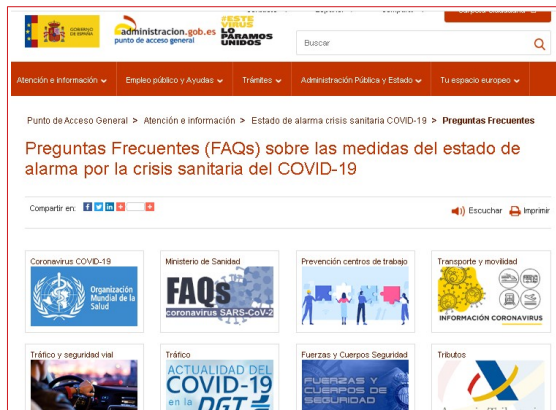 GOBIERNO
DE ESPAÑA
administracion.gob.es
punto de acceso general
#ESTE
VIRUS
LO
PARAMOS
UNIDOS
Buscar
Atención e información
Empleo público y Ayudas
Trámites
Administración Pública y Estado
Tu espacio europeo
Punto de Acceso General > Atención e información > Estado de alarma crisis sanitaria COVID-19 > Preguntas Frecuentes
Preguntas Frecuentes (FAQs) sobre las medidas del estado de
alarma por la crisis sanitaria del COVID-19
Compartir en:
Escuchar
Imprimir
Coronavirus COVID-19
Organización
Mundial de la
Salud
Ministerio de Sanidad
FAQs
coronavirus SARS-CoV-2
Prevención centros de trabajo
Transporte y movilidad
INFORMACIÓN CORONAVIRUS
Tráfico y seguridad vial
Tráfico
ACTUALIDAD DEL
COVID-19
en la DGT
Fuerzas y Cuerpos Seguridad
FUERZAS Y
CUERPOS DE
SEGURIDAD
Tributos